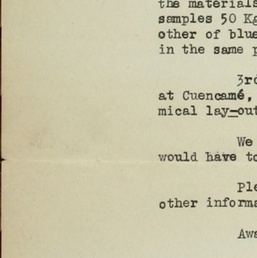 the materials
samples 50 Kg
other of blue
in the same p
3rd
at Cuencamé,
mical lay-out
We
would have to
Ple
other informa
Awa